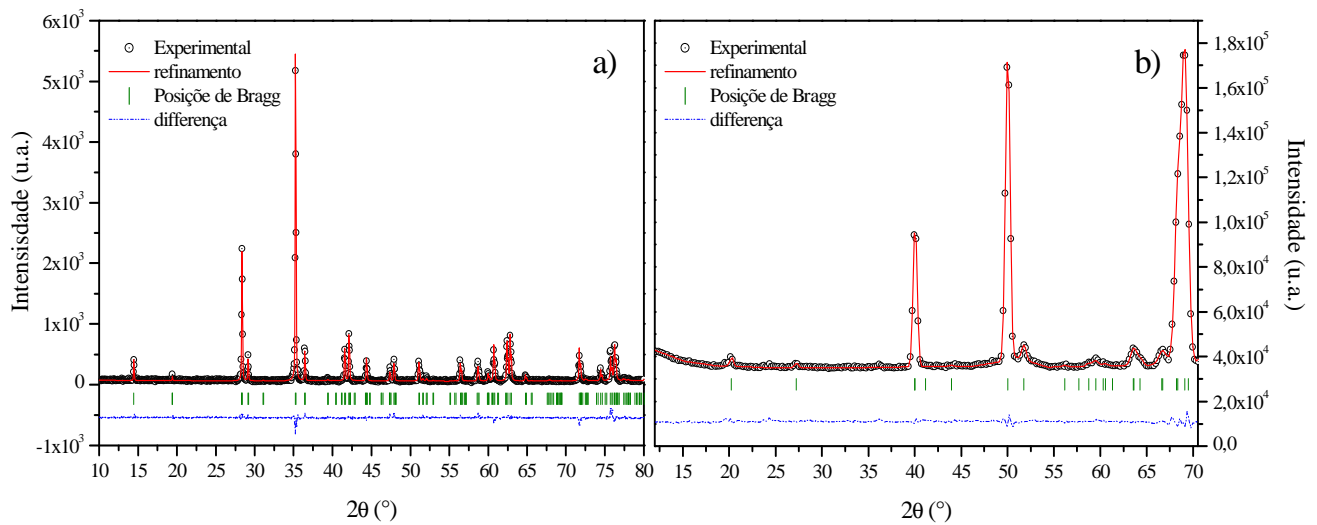 a)
Experimental
refinamento
Posiçõe de Bragg
differença
Intensisdade (u.a.)
6x10³
5x10³
4x10³
3x10³
2x10³
1x10³
0
-1x10³
10 15 20 25 30 35 40 45 50 55 60 65 70 75 80
2θ (°)
b)
Experimental
refinamento
Posiçõe de Bragg
differença
1,8x10⁵
1,6x10⁵
1,4x10⁵
1,2x10⁵
1,0x10⁵
8,0x10⁴
6,0x10⁴
4,0x10⁴
2,0x10⁴
0,0
Intensidade (u.a.)
15 20 25 30 35 40 45 50 55 60 65 70
2θ (°)